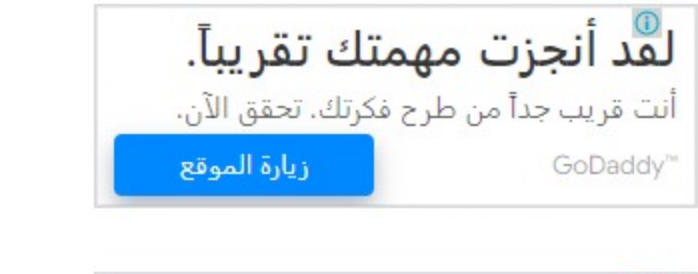 لقد أنجزت مهمتك تقريباً.
أنت قريب جداً من طرح فكرتك. تحقق الآن.
GoDaddy™
زيارة الموقع